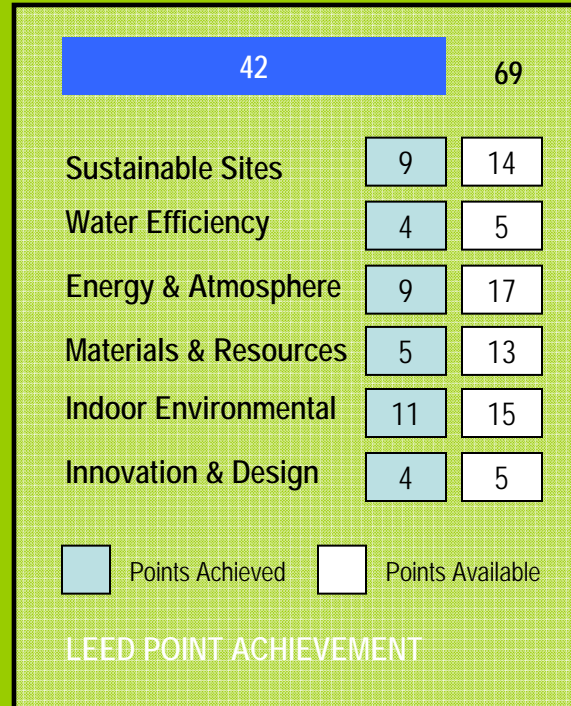 42 69
Sustainable Sites 9 14
Water Efficiency 4 5
Energy & Atmosphere 9 17
Materials & Resources 5 13
Indoor Environmental 11 15
Innovation & Design 4 5
Points Achieved Points Available
LEED POINT ACHIEVEMENT